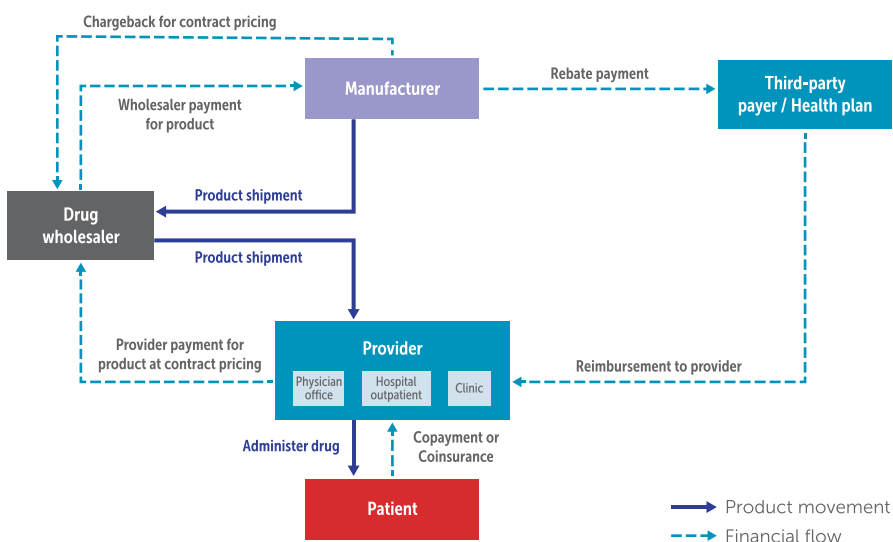 Chargeback for contract pricing
Manufacturer
Rebate payment
Third-party
payer / Health plan
Wholesaler payment
for product
Product shipment
Drug
wholesaler
Product shipment
Provider payment for
product at contract pricing
Provider
Physician
office
Hospital
outpatient
Clinic
Reimbursement to provider
Administer drug
Copayment or
Coinsurance
Patient
Product movement
Financial flow